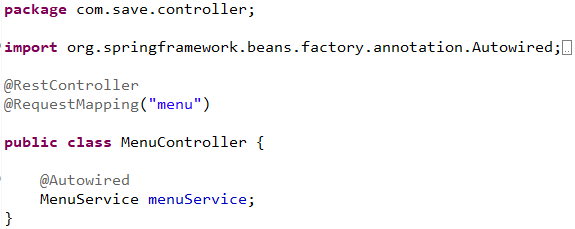 package com.save.controller;
import org.springframework.beans.factory.annotation.Autowired;
@RestController
@RequestMapping("menu")
public class MenuController {
@Autowired
MenuService menuService;
}